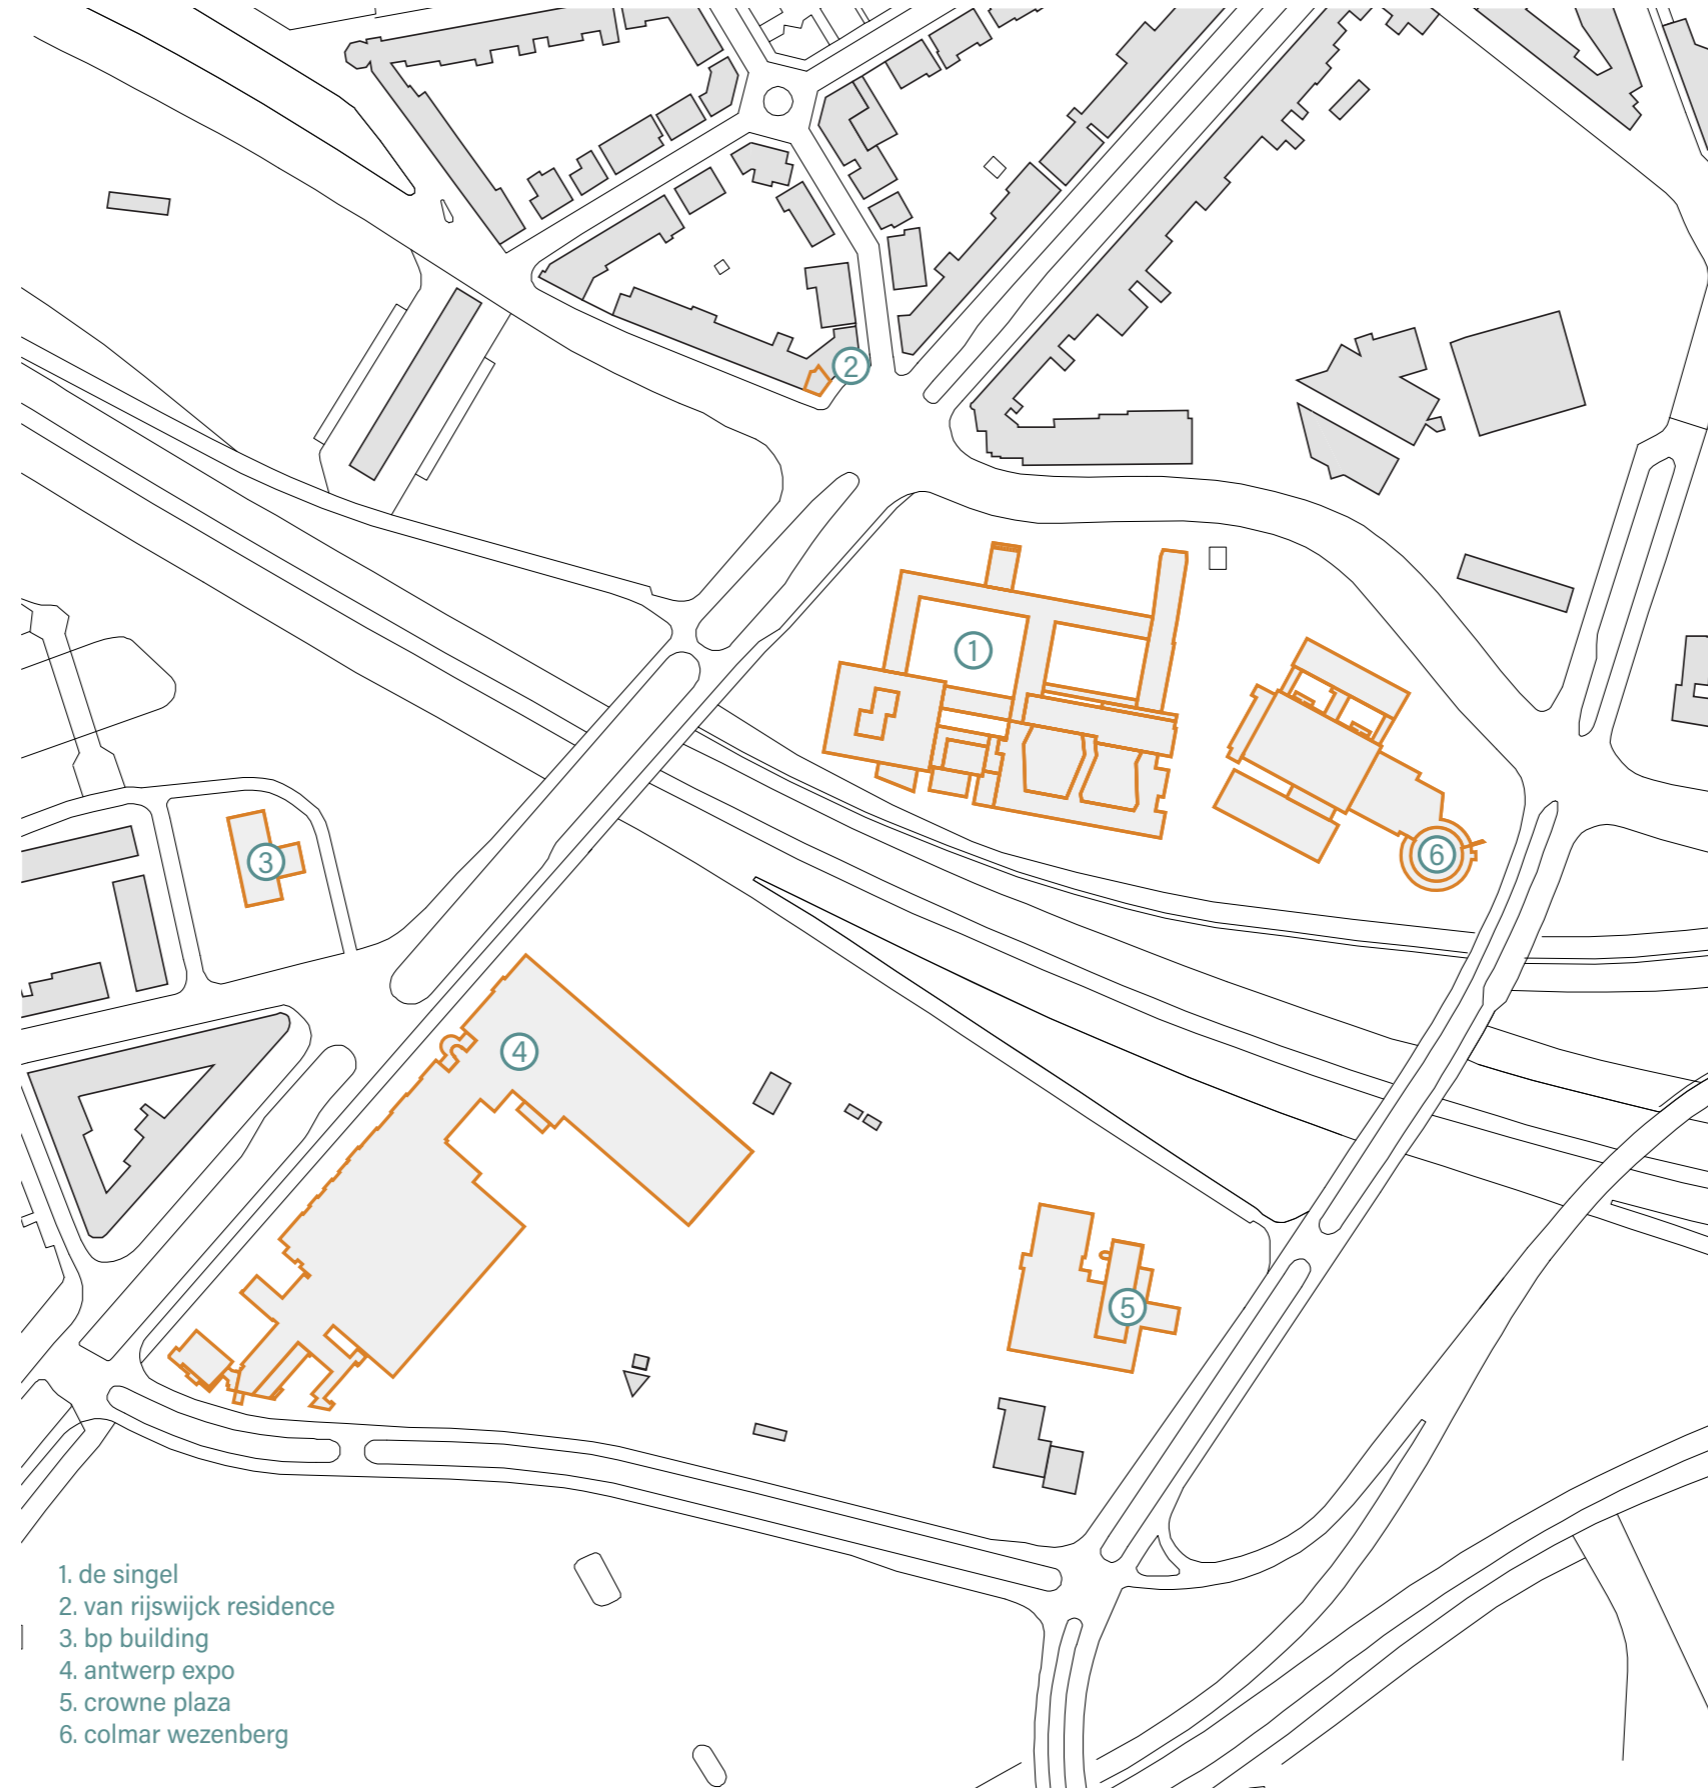 2
1
3
6
4
5
1. de singel
2. van rijswijck residence
3. bp building
4. antwerp expo
5. crowne plaza
6. colmar wezenberg